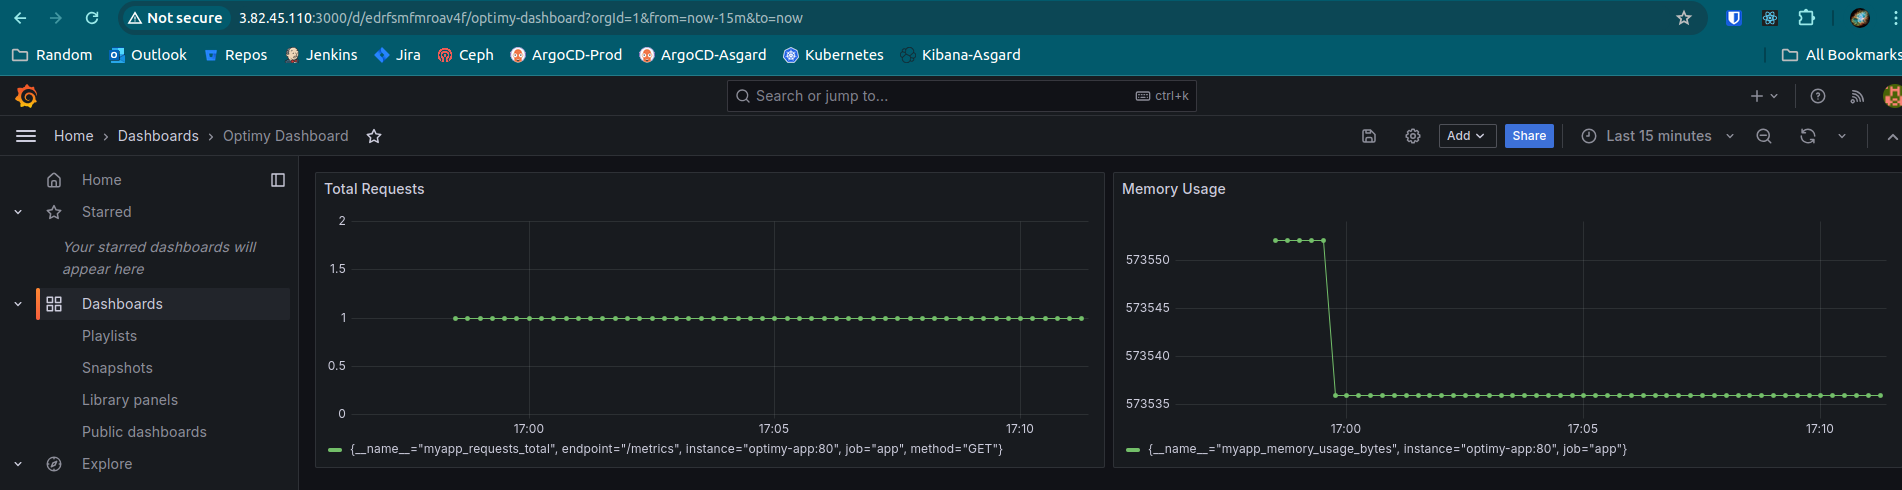 Not secure 3.82.45.110:3000/d/edrfsmfmroav4f/optimy-dashboard?orgId=1&from=now-15m&to=now
Random Outlook Repos Jenkins Jira Ceph ArgoCD-Prod ArgoCD-Asgard Kubernetes Kibana-Asgard All Bookmarks
Search or jump to... ctrl+k
Home › Dashboards › Optimy Dashboard Add Share Last 15 minutes
Home
Starred
Your starred dashboards will
appear here
Dashboards
Playlists
Snapshots
Library panels
Public dashboards
Explore
Total Requests
2
1.5
1
0.5
0
17:00 17:05 17:10
{__name__="myapp_requests_total", endpoint="/metrics", instance="optimy-app:80", job="app", method="GET"}
Memory Usage
573550
573545
573540
573535
17:00 17:05 17:10
{__name__="myapp_memory_usage_bytes", instance="optimy-app:80", job="app"}